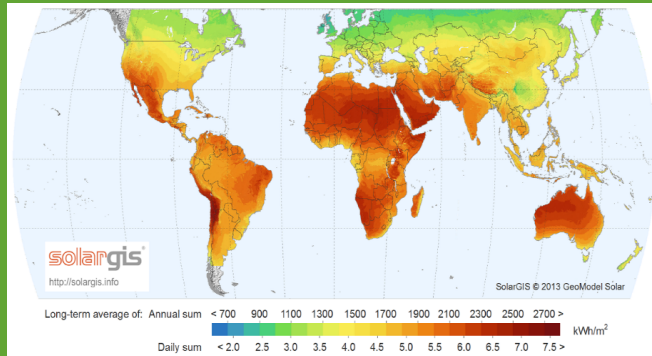 solargis
http://solargis.info
SolarGIS © 2013 GeoModel Solar
Long-term average of: Annual sum < 700 900 1100 1300 1500 1700 1900 2100 2300 2500 2700 > kWh/m²
Daily sum < 2.0 2.5 3.0 3.5 4.0 4.5 5.0 5.5 6.0 6.5 7.0 7.5 >